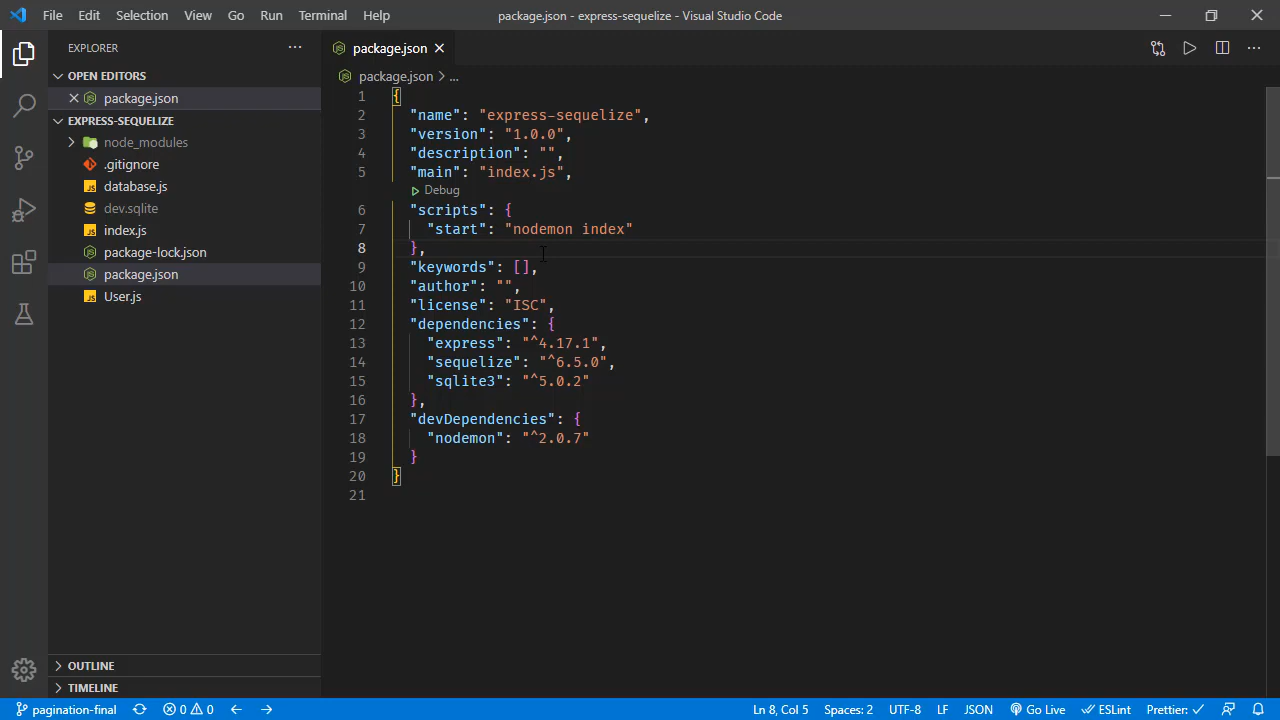 File Edit Selection View Go Run Terminal Help
package.json - express-sequelize - Visual Studio Code
EXPLORER
OPEN EDITORS
package.json
EXPRESS-SEQUELIZE
node_modules
.gitignore
database.js
dev.sqlite
index.js
package-lock.json
package.json
User.js
OUTLINE
TIMELINE
package.json
package.json > ...
1 {
2 "name": "express-sequelize",
3 "version": "1.0.0",
4 "description": "",
5 "main": "index.js",
Debug
6 "scripts": {
7 "start": "nodemon index"
8 },
9 "keywords": [],
10 "author": "",
11 "license": "ISC",
12 "dependencies": {
13 "express": "^4.17.1",
14 "sequelize": "^6.5.0",
15 "sqlite3": "^5.0.2"
16 },
17 "devDependencies": {
18 "nodemon": "^2.0.7"
19 }
20 }
21
pagination-final 0 0 Ln 8, Col 5 Spaces: 2 UTF-8 LF JSON Go Live ESLint Prettier: